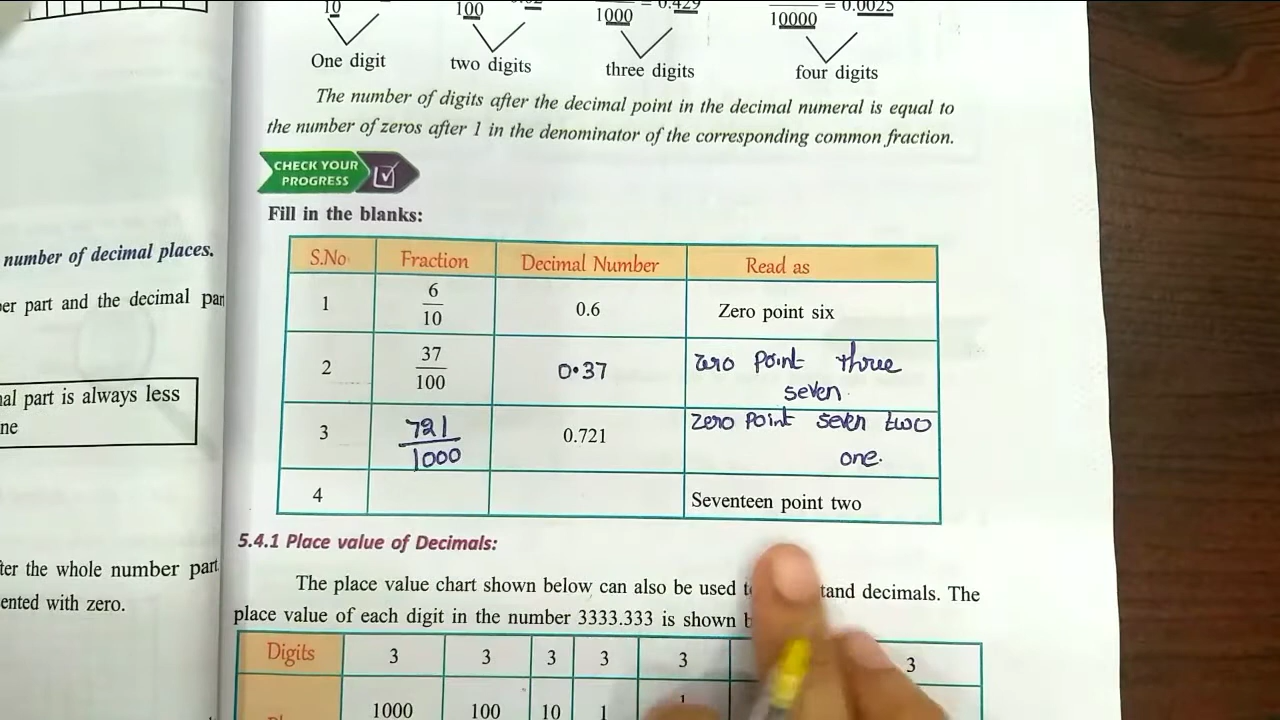 10
100
1000 = 0.429
10000 = 0.0025
One digit two digits three digits four digits
The number of digits after the decimal point in the decimal numeral is equal to
the number of zeros after 1 in the denominator of the corresponding common fraction.
CHECK YOUR
PROGRESS
Fill in the blanks:
number of decimal places.
er part and the decimal par
al part is always less
ne
ter the whole number part
ented with zero.
S.No Fraction Decimal Number Read as
1 6/10 0.6 Zero point six
2 37/100 0.37 zero point three
seven.
3 721/1000 0.721 zero point seven two
one.
4 Seventeen point two
5.4.1 Place value of Decimals:
The place value chart shown below can also be used tand decimals. The
place value of each digit in the number 3333.333 is shown b
Digits 3 3 3 3 3 3
1000 100 10 1 1